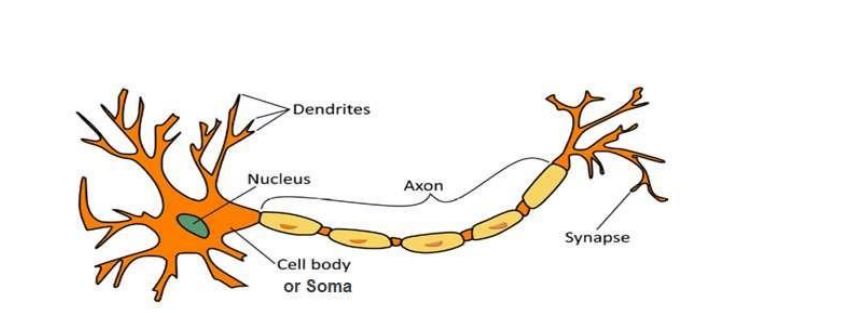 Dendrites
Nucleus
Axon
Synapse
Cell body
or Soma